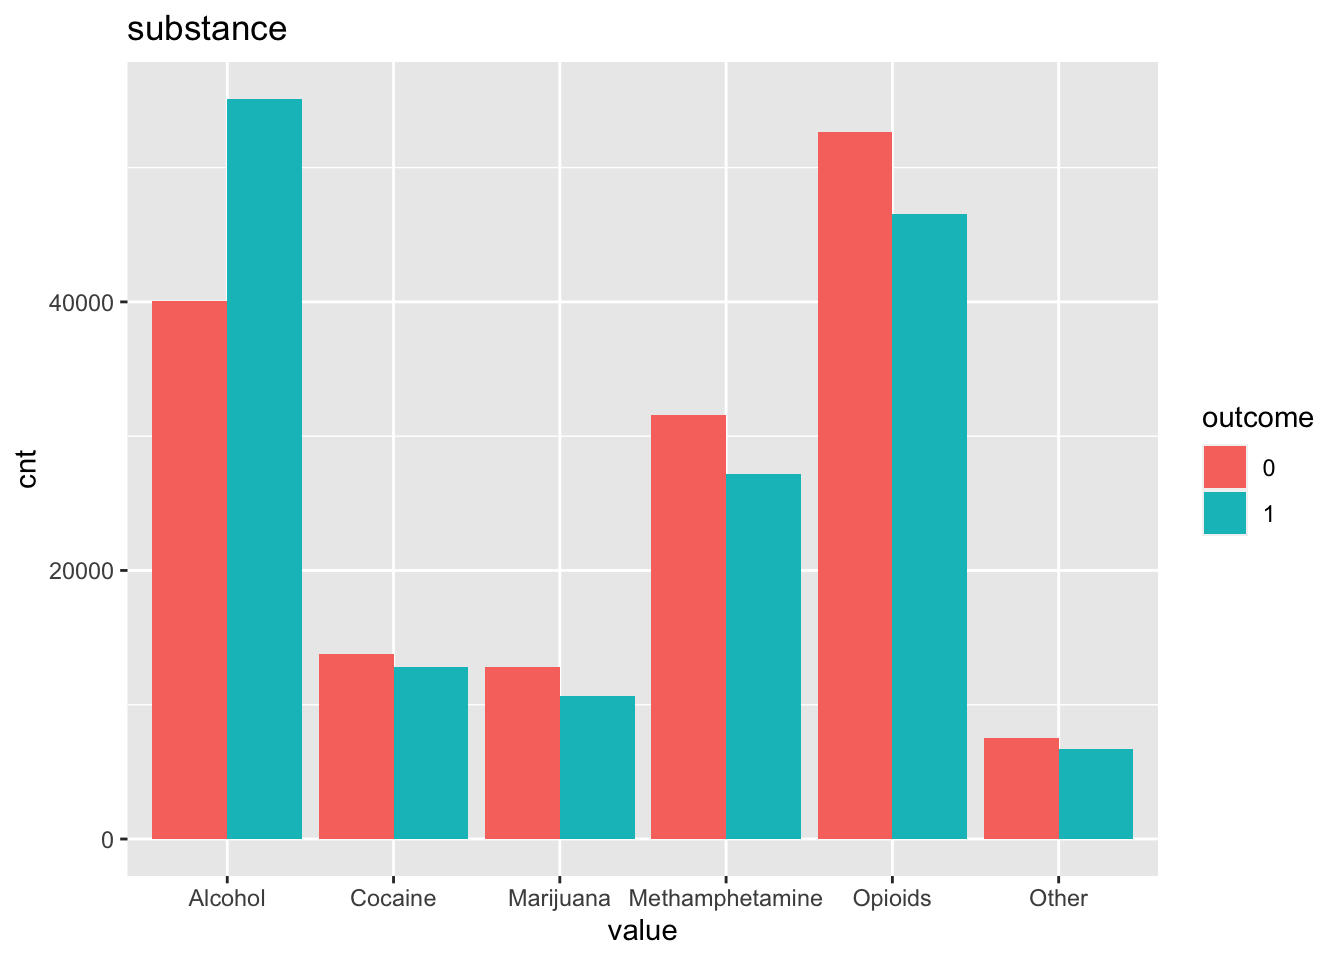 substance
cnt
40000
20000
0
Alcohol Cocaine Marijuana Methamphetamine Opioids Other
value
outcome
0
1